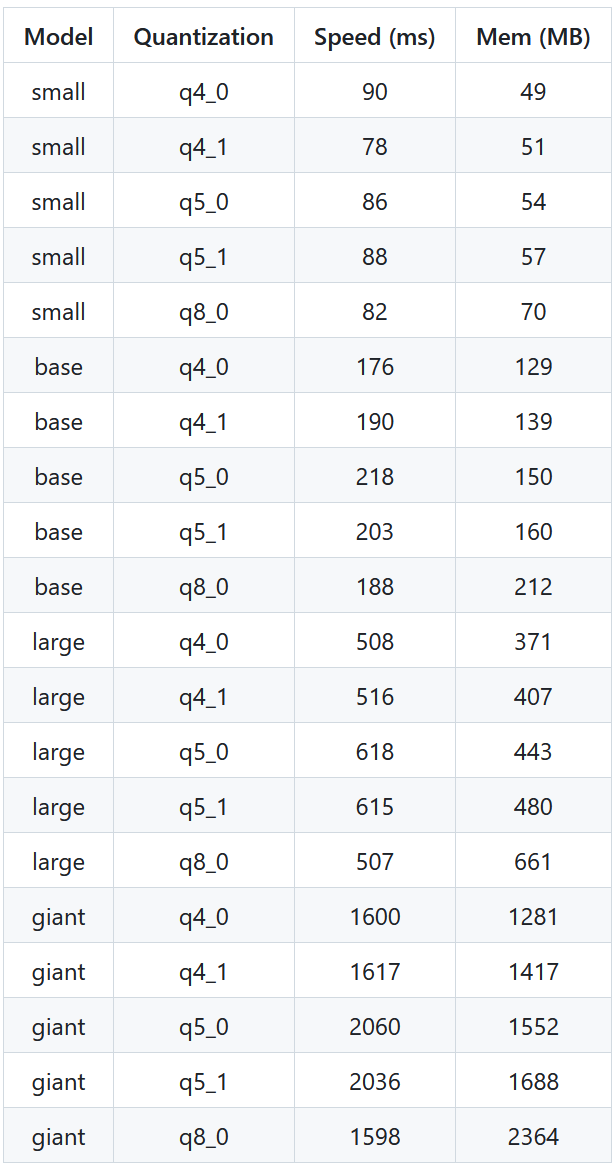 Model Quantization Speed (ms) Mem (MB)
small q4_0 90 49
small q4_1 78 51
small q5_0 86 54
small q5_1 88 57
small q8_0 82 70
base q4_0 176 129
base q4_1 190 139
base q5_0 218 150
base q5_1 203 160
base q8_0 188 212
large q4_0 508 371
large q4_1 516 407
large q5_0 618 443
large q5_1 615 480
large q8_0 507 661
giant q4_0 1600 1281
giant q4_1 1617 1417
giant q5_0 2060 1552
giant q5_1 2036 1688
giant q8_0 1598 2364